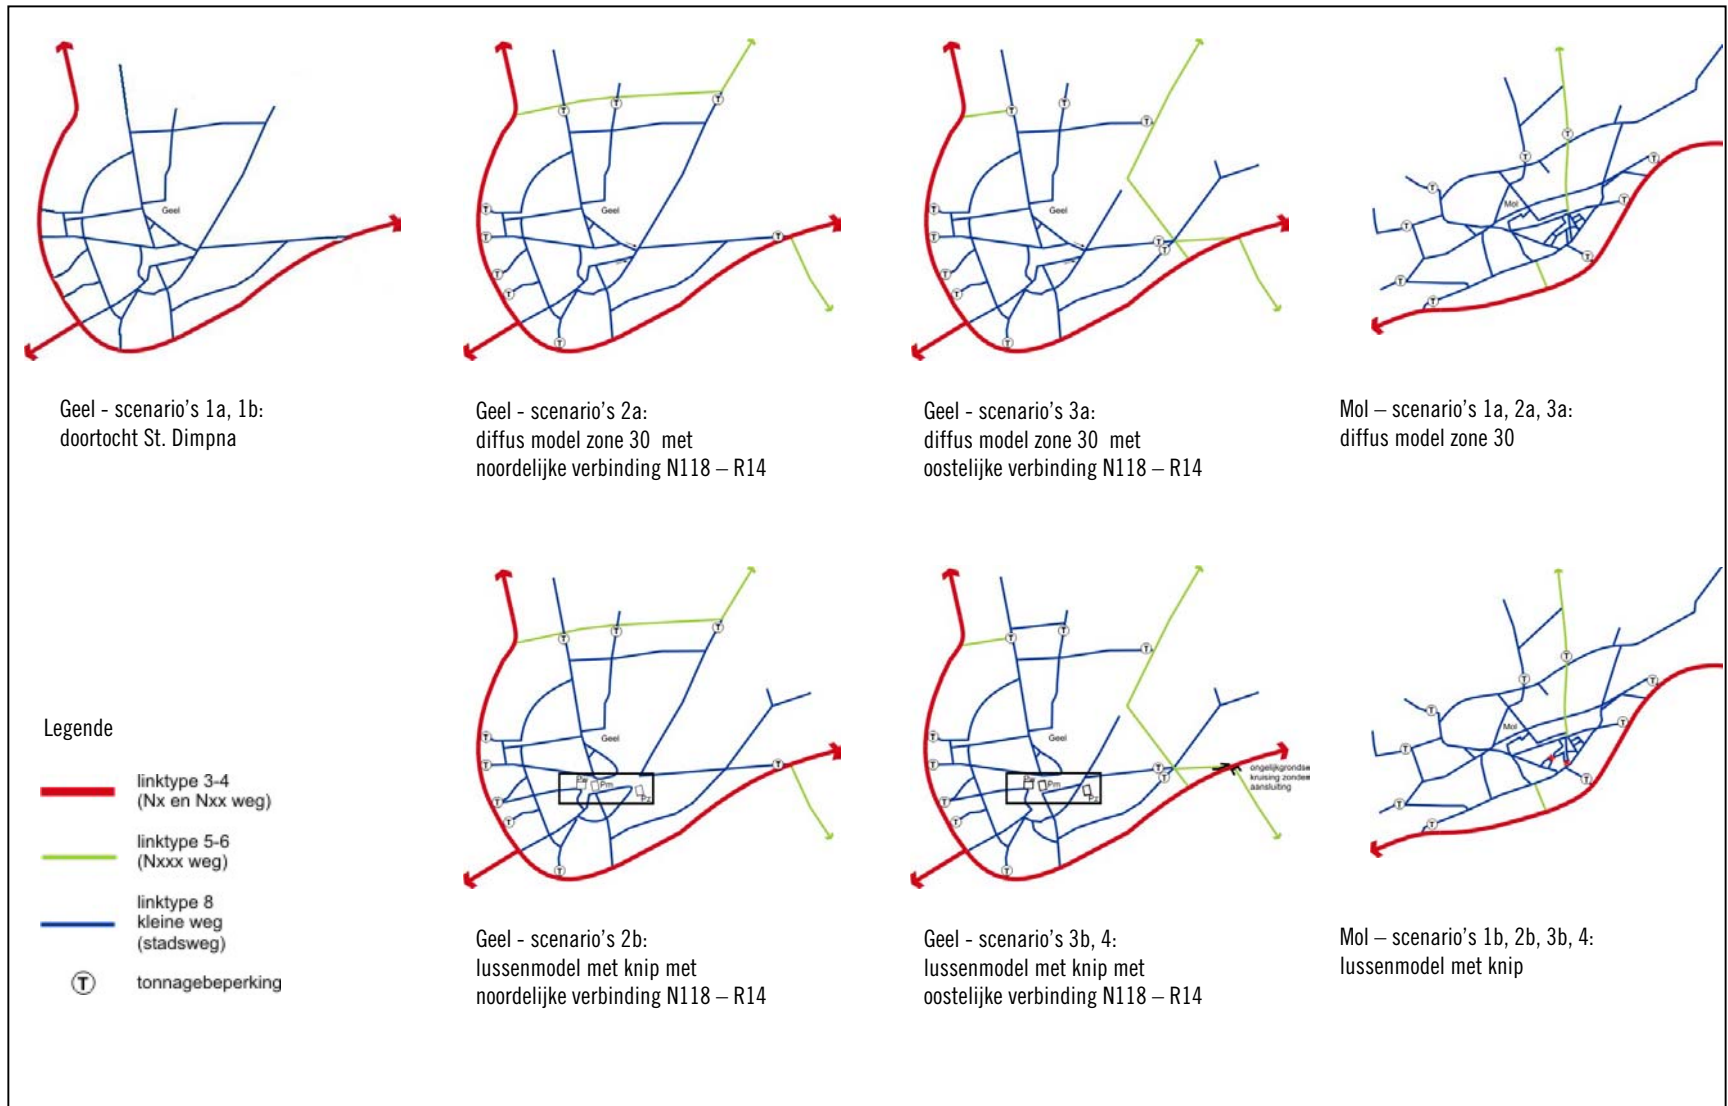 Geel
Geel
Geel
Mol
Geel - scenario's 1a, 1b:
doortocht St. Dimpna
Geel - scenario's 2a:
diffus model zone 30 met
noordelijke verbinding N118 – R14
Geel - scenario's 3a:
diffus model zone 30 met
oostelijke verbinding N118 – R14
Mol – scenario's 1a, 2a, 3a:
diffus model zone 30
Geel
Pm
Geel
Pm
ongelijkgrondse
kruising zonder
aansluiting
Mol
Legende
linktype 3-4
(Nx en Nxx weg)
linktype 5-6
(Nxxx weg)
linktype 8
kleine weg
(stadsweg)
T tonnagebeperking
Geel - scenario's 2b:
lussenmodel met knip met
noordelijke verbinding N118 – R14
Geel - scenario's 3b, 4:
lussenmodel met knip met
oostelijke verbinding N118 – R14
Mol – scenario's 1b, 2b, 3b, 4:
lussenmodel met knip